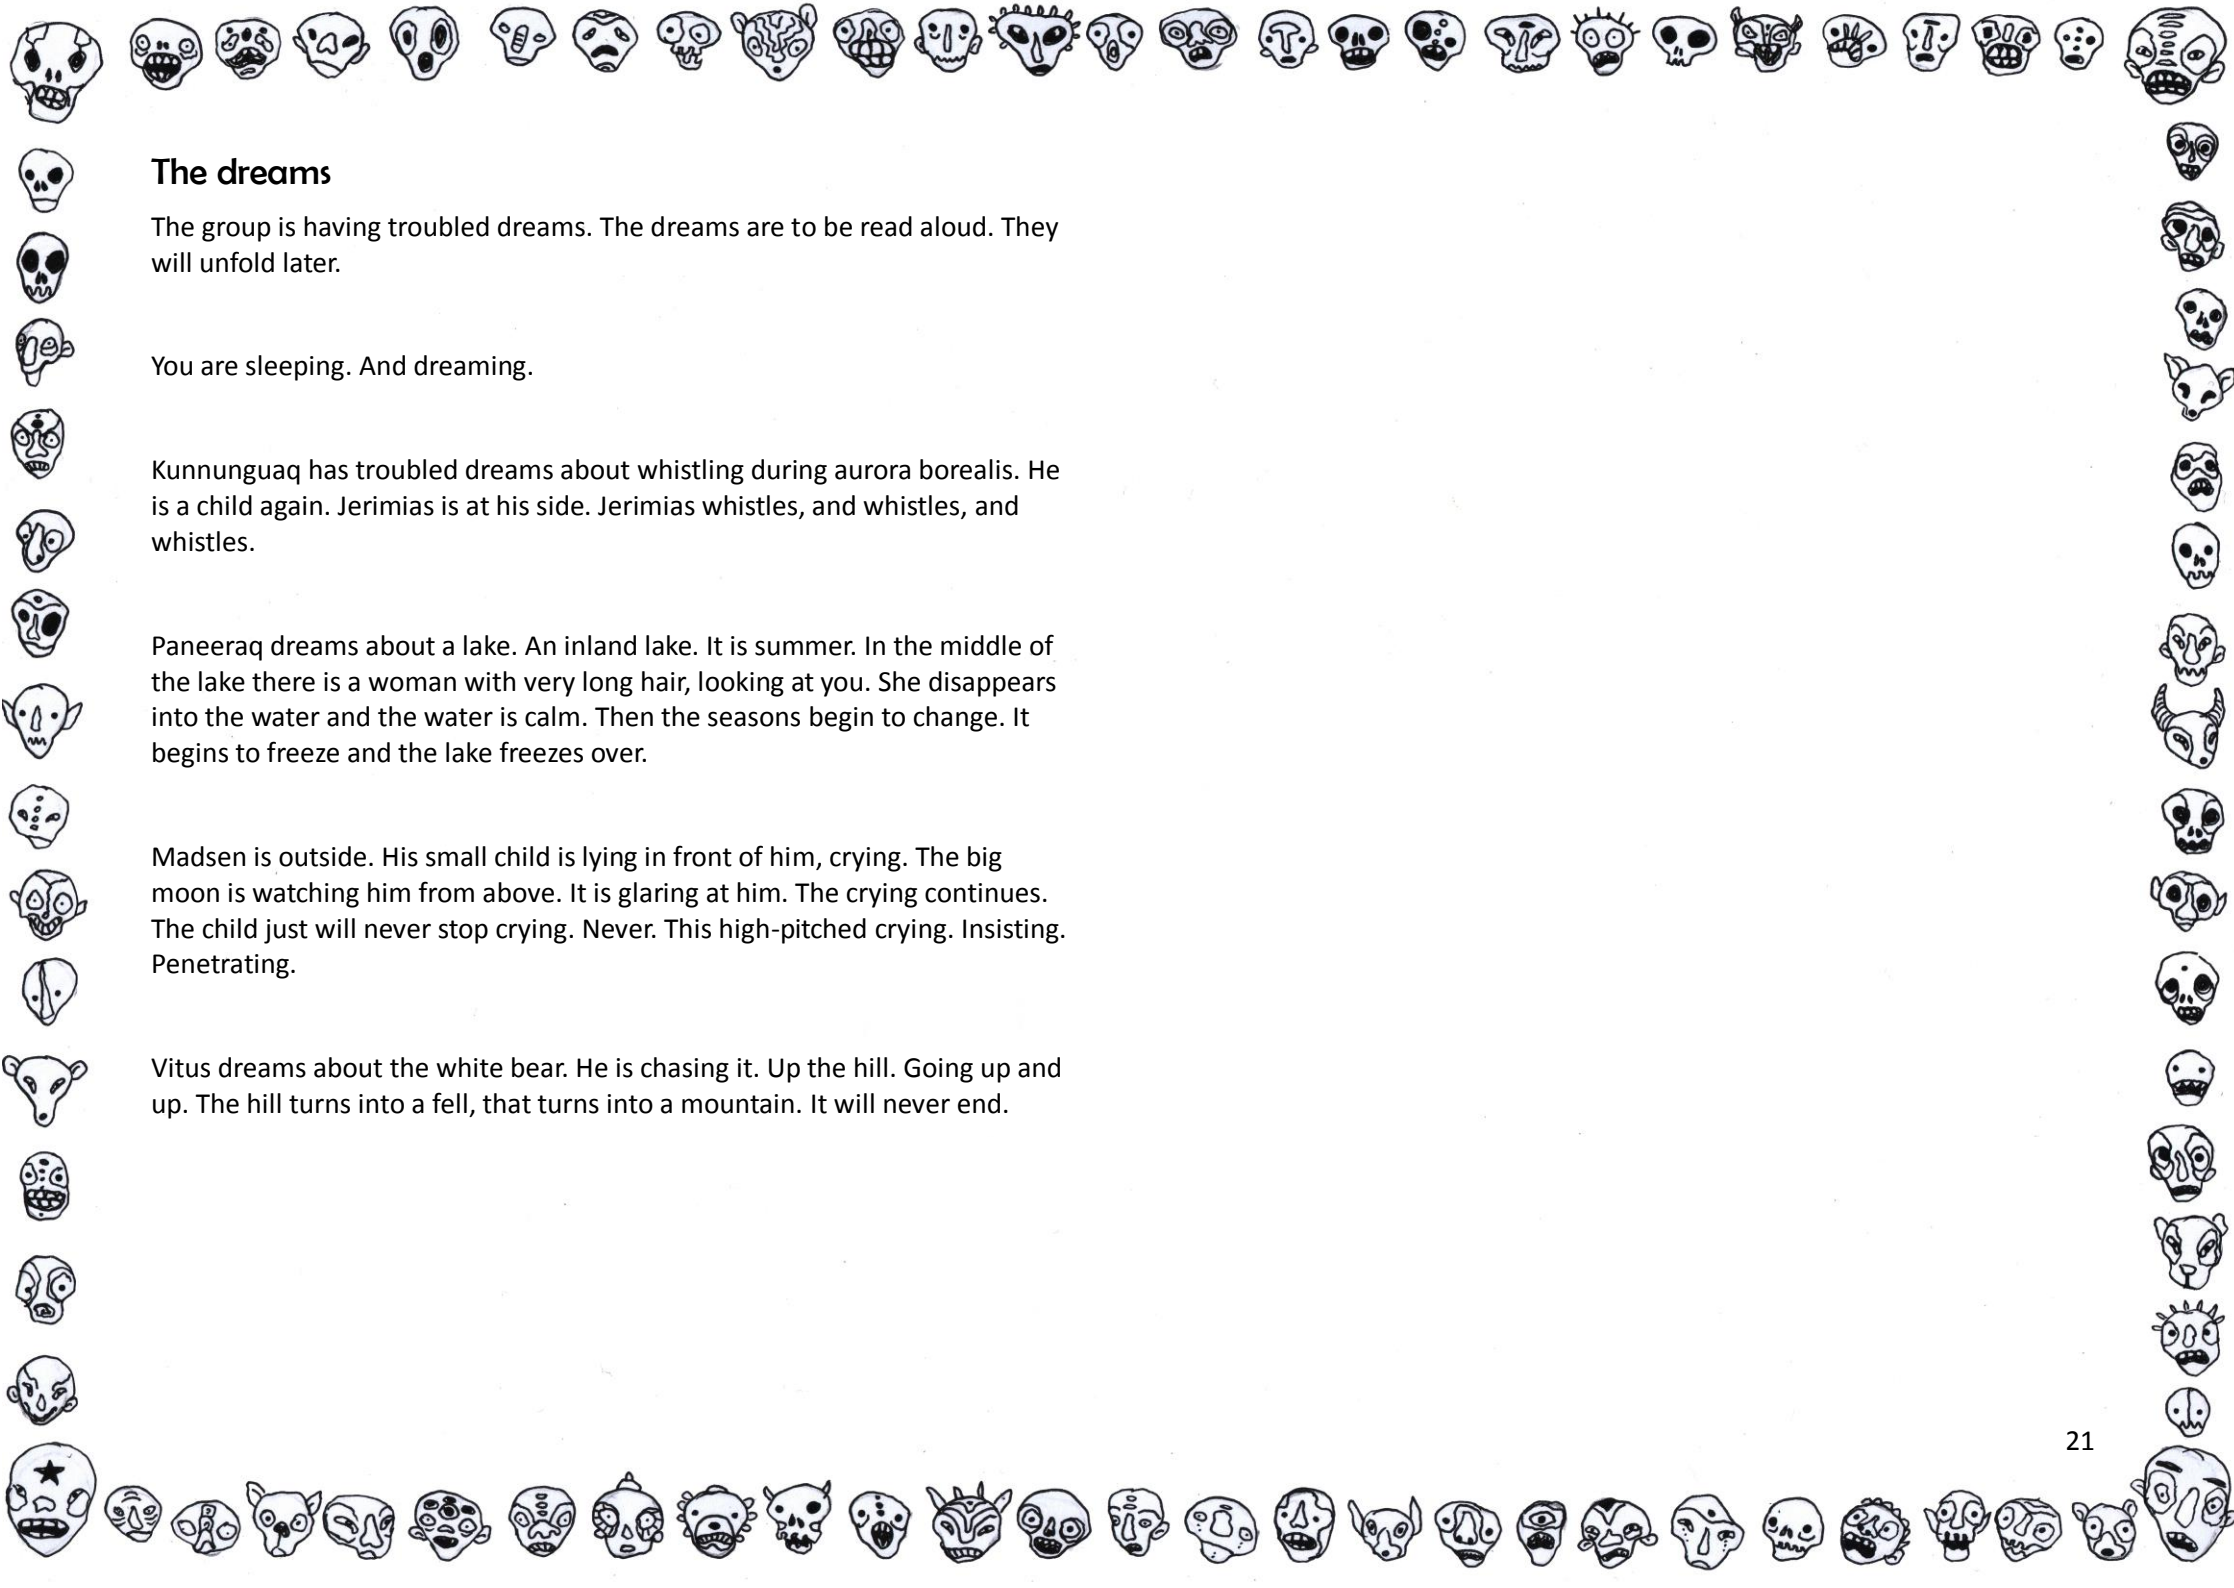 The dreams
The group is having troubled dreams. The dreams are to be read aloud. They
will unfold later.
You are sleeping. And dreaming.
Kunnunguaq has troubled dreams about whistling during aurora borealis. He
is a child again. Jerimias is at his side. Jerimias whistles, and whistles, and
whistles.
Paneeraq dreams about a lake. An inland lake. It is summer. In the middle of
the lake there is a woman with very long hair, looking at you. She disappears
into the water and the water is calm. Then the seasons begin to change. It
begins to freeze and the lake freezes over.
Madsen is outside. His small child is lying in front of him, crying. The big
moon is watching him from above. It is glaring at him. The crying continues.
The child just will never stop crying. Never. This high-pitched crying. Insisting.
Penetrating.
Vitus dreams about the white bear. He is chasing it. Up the hill. Going up and
up. The hill turns into a fell, that turns into a mountain. It will never end.
21